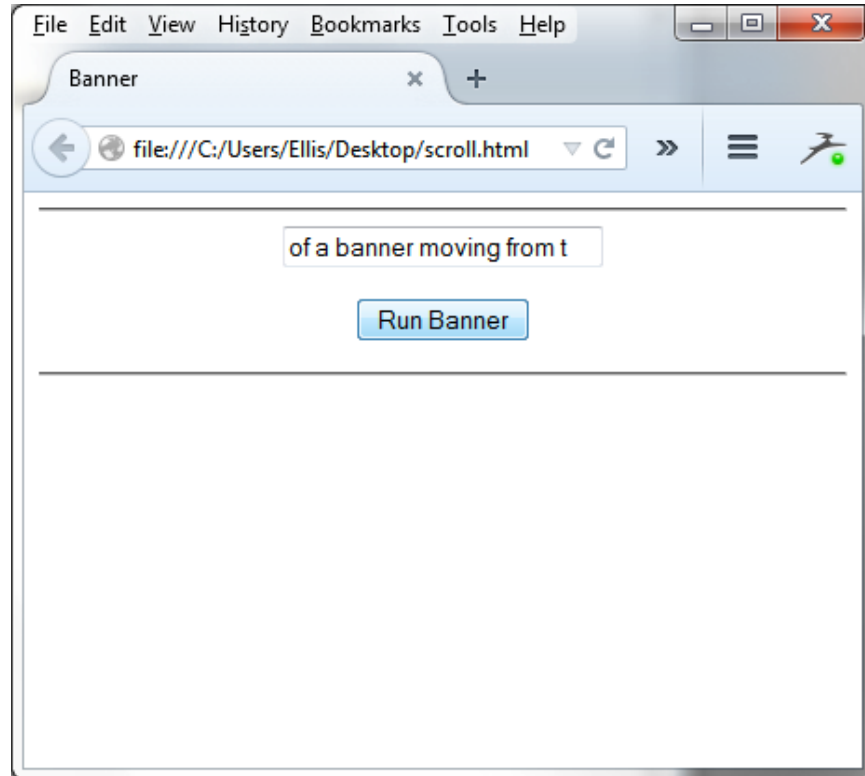 File Edit View History Bookmarks Tools Help
Banner
file:///C:/Users/Ellis/Desktop/scroll.html
of a banner moving from t
Run Banner